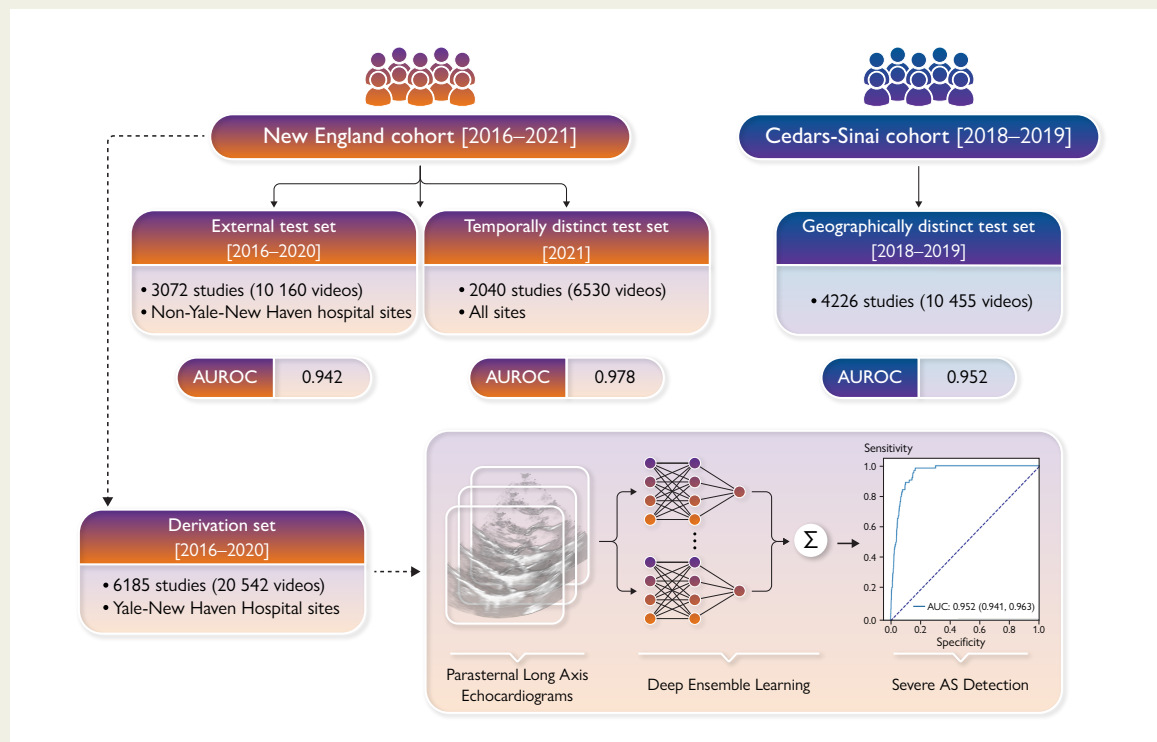 New England cohort [2016–2021]
Cedars-Sinai cohort [2018–2019]
External test set
[2016–2020]
• 3072 studies (10 160 videos)
• Non-Yale-New Haven hospital sites
Temporally distinct test set
[2021]
• 2040 studies (6530 videos)
• All sites
Geographically distinct test set
[2018–2019]
• 4226 studies (10 455 videos)
AUROC 0.942
AUROC 0.978
AUROC 0.952
Derivation set
[2016–2020]
• 6185 studies (20 542 videos)
• Yale-New Haven Hospital sites
Parasternal Long Axis
Echocardiograms
Σ
Deep Ensemble Learning
Sensitivity
1.0
0.8
0.6
0.4
0.2
0.0
AUC: 0.952 (0.941, 0.963)
0.0 0.2 0.4 0.6 0.8 1.0
Specificity
Severe AS Detection